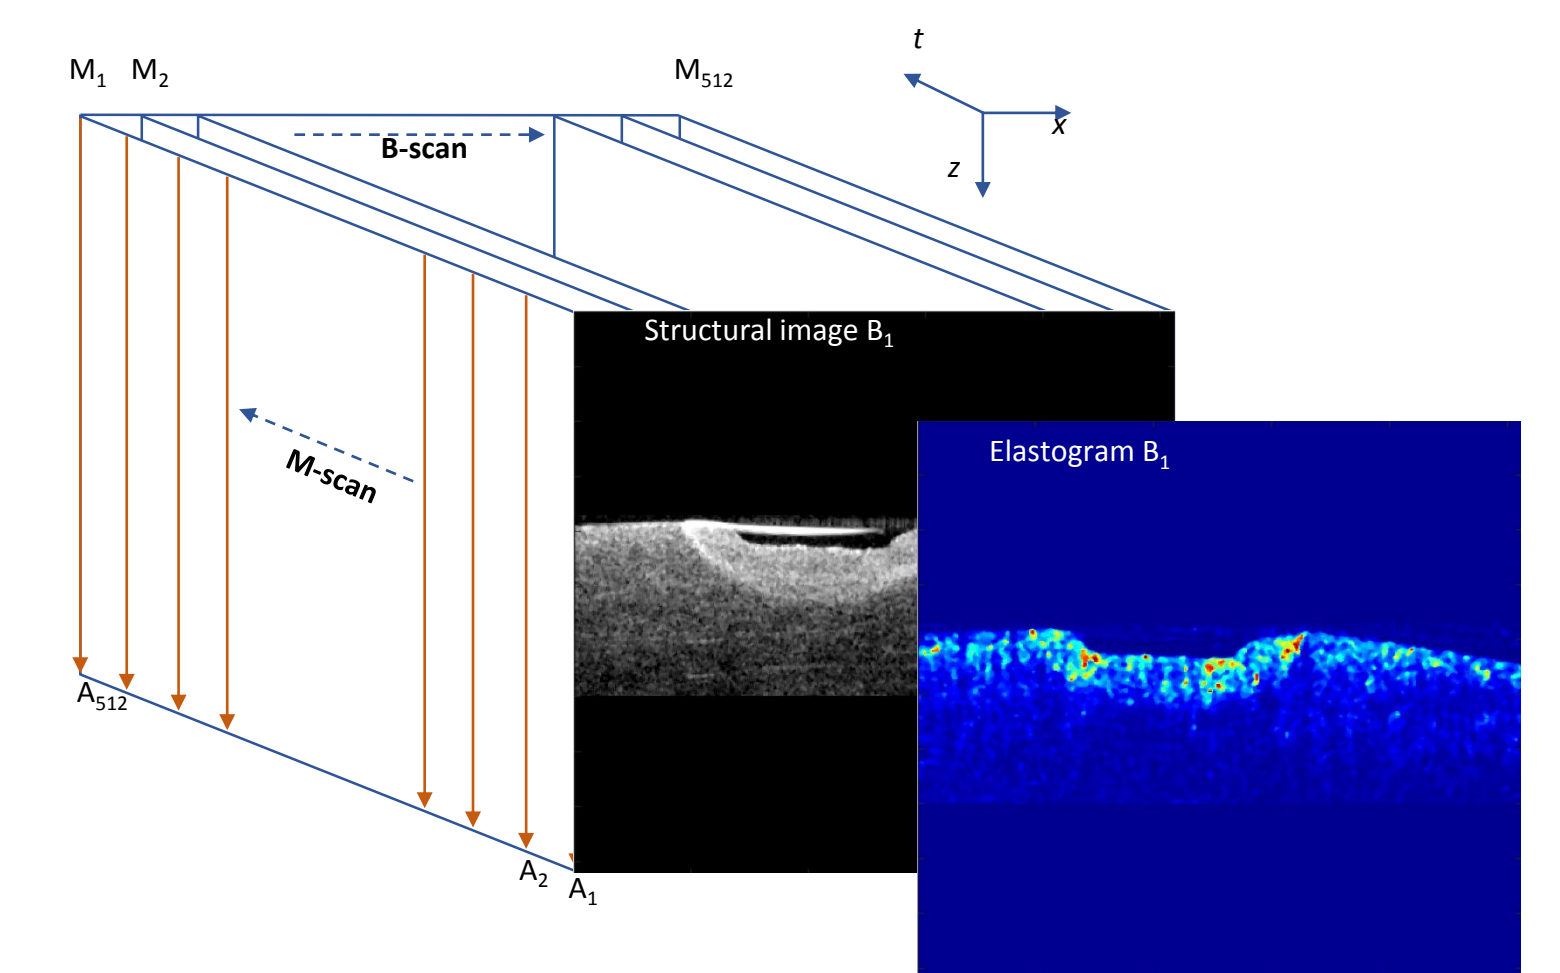 M₁ M₂ M₅₁₂
t
x
z
B-scan
Structural image B₁
Elastogram B₁
M-scan
A₅₁₂
A₂ A₁